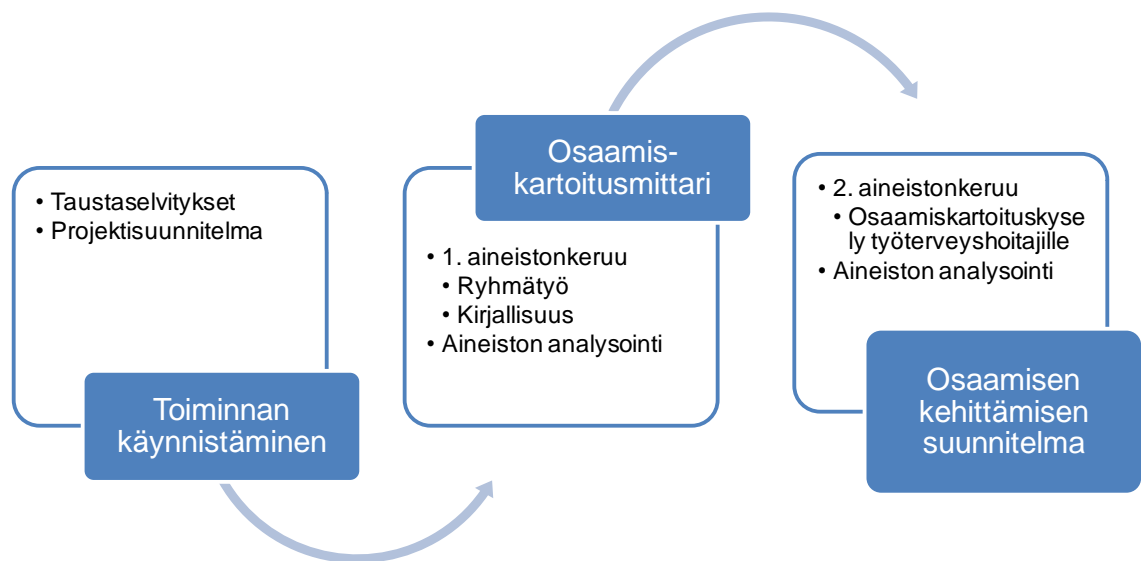 • Taustaselvitykset
• Projektisuunnitelma
Toiminnan
käynnistäminen
Osaamis-
kartoitusmittari
• 1. aineistonkeruu
• Ryhmätyö
• Kirjallisuus
• Aineiston analysointi
• 2. aineistonkeruu
• Osaamiskartoituskyse
ly työterveyshoitajille
• Aineiston analysointi
Osaamisen
kehittämisen
suunnitelma